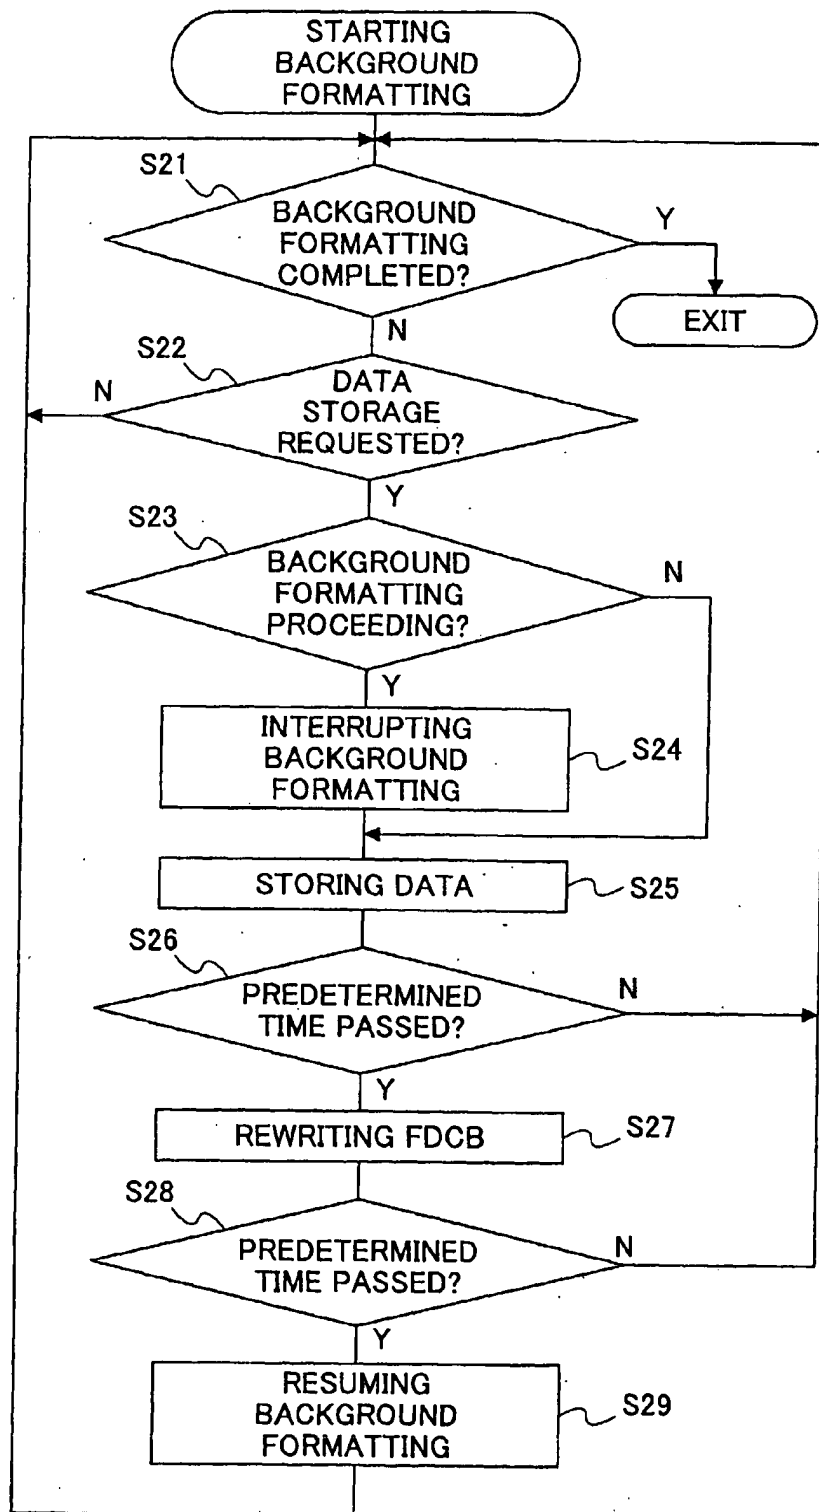 STARTING
BACKGROUND
FORMATTING
S21
BACKGROUND
FORMATTING
COMPLETED?
Y
EXIT
N
S22
DATA
STORAGE
REQUESTED?
N
Y
S23
BACKGROUND
FORMATTING
PROCEEDING?
N
Y
INTERRUPTING
BACKGROUND
FORMATTING
S24
STORING DATA
S25
S26
PREDETERMINED
TIME PASSED?
N
Y
REWRITING FDCB
S27
S28
PREDETERMINED
TIME PASSED?
N
Y
RESUMING
BACKGROUND
FORMATTING
S29